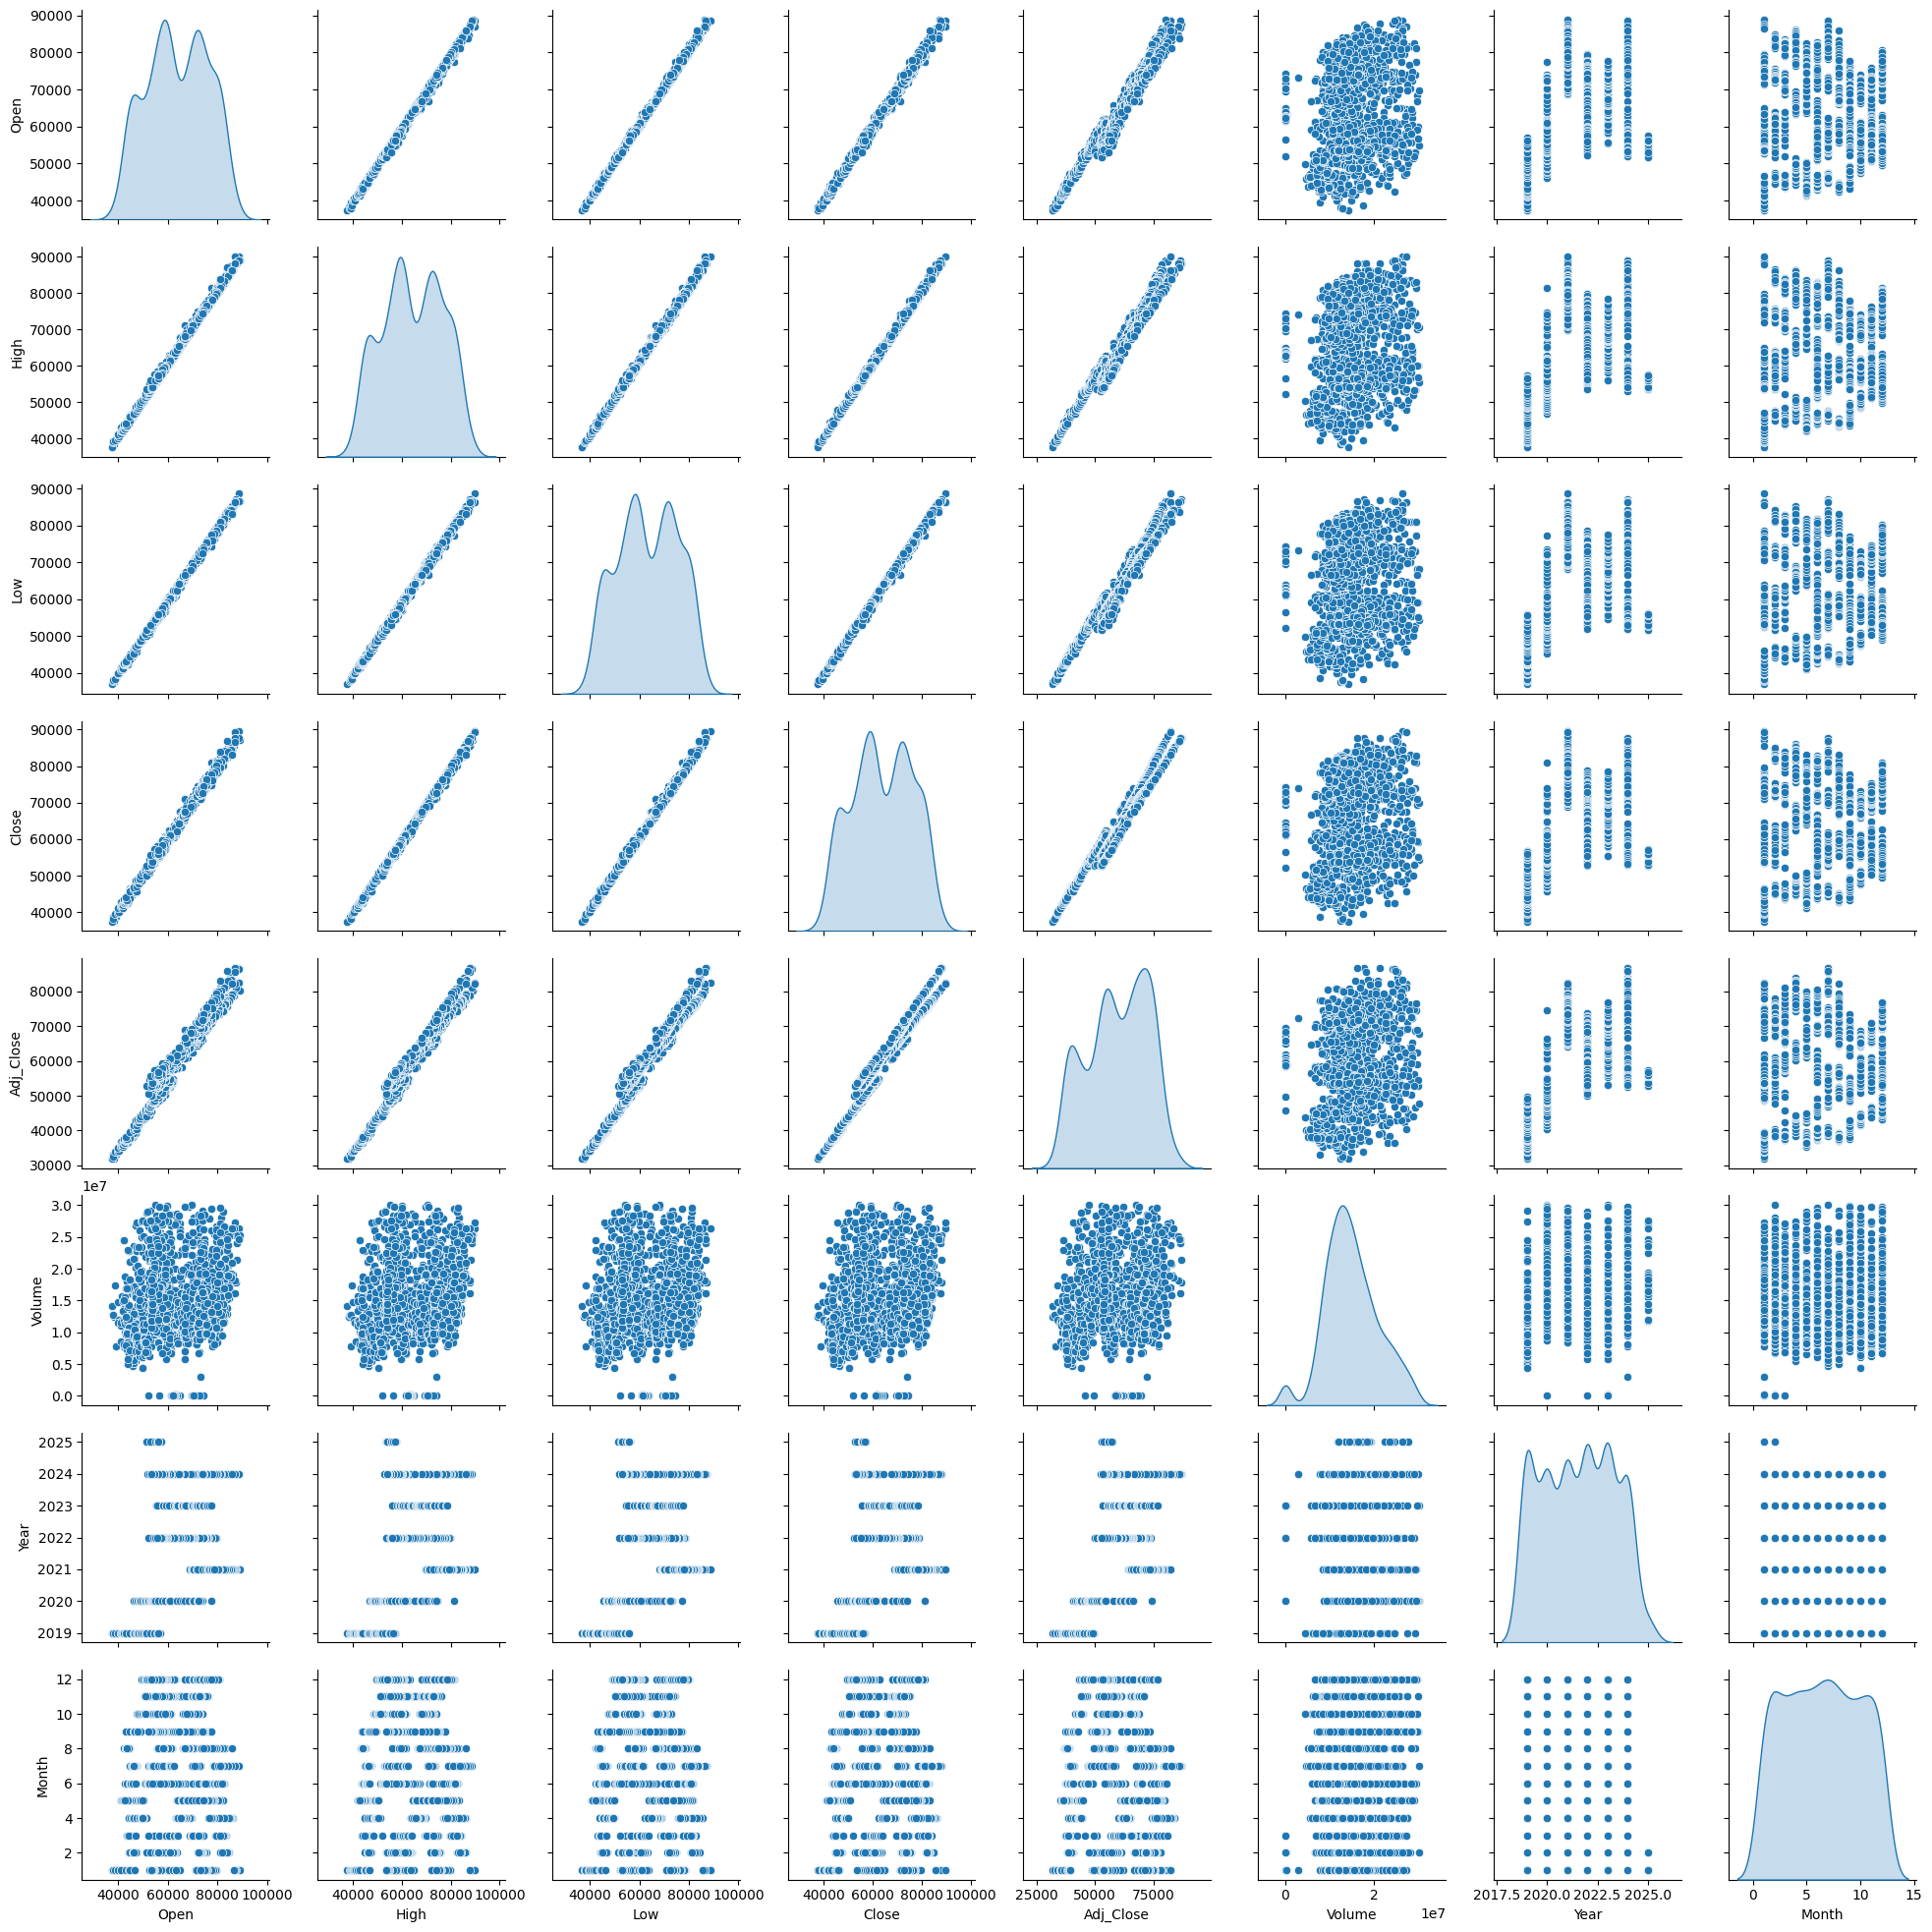 90000
80000
70000
60000
50000
40000
Open
90000
80000
70000
60000
50000
40000
High
90000
80000
70000
60000
50000
40000
Low
90000
80000
70000
60000
50000
40000
Close
80000
70000
60000
50000
40000
30000
Adj_Close
1e7
3.0
2.5
2.0
1.5
1.0
0.5
0.0
Volume
2025
2024
2023
2022
2021
2020
2019
Year
12
10
8
6
4
2
Month
40000 60000 80000 100000
Open
40000 60000 80000 100000
High
40000 60000 80000 100000
Low
40000 60000 80000 100000
Close
25000 50000 75000
Adj_Close
0 2
1e7
Volume
2017.5 2020.0 2022.5 2025.0
Year
0 5 10 15
Month